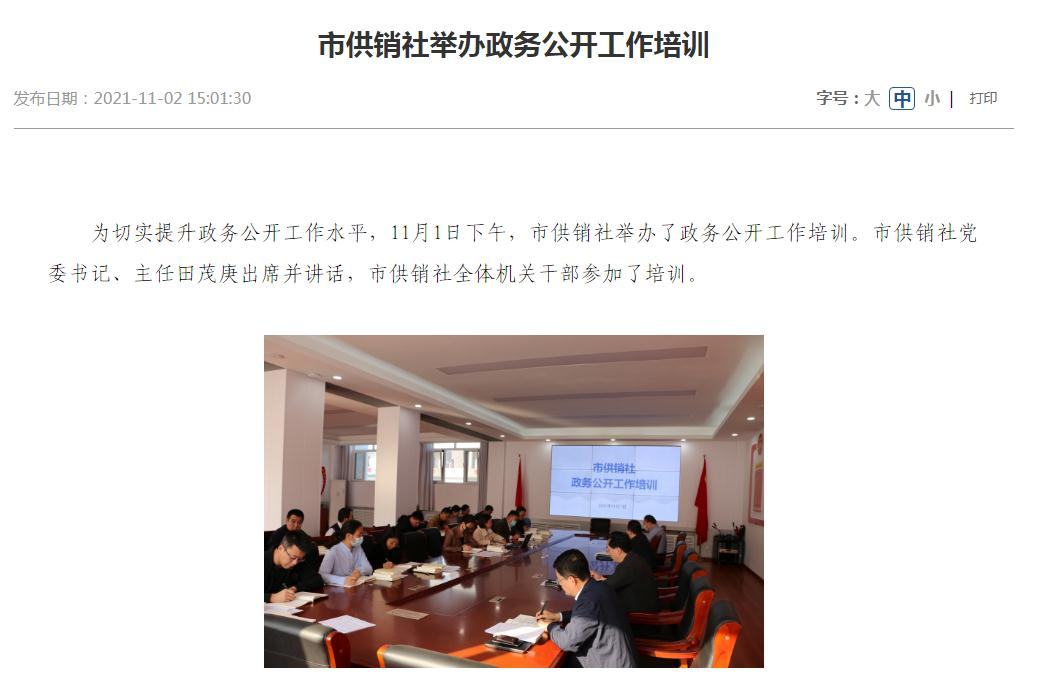 市供销社举办政务公开工作培训
发布日期：2021-11-02 15:01:30
字号：大 中 小 | 打印
为切实提升政务公开工作水平，11月1日下午，市供销社举办了政务公开工作培训。市供销社党
委书记、主任田茂庚出席并讲话，市供销社全体机关干部参加了培训。
市供销社
政务公开工作培训